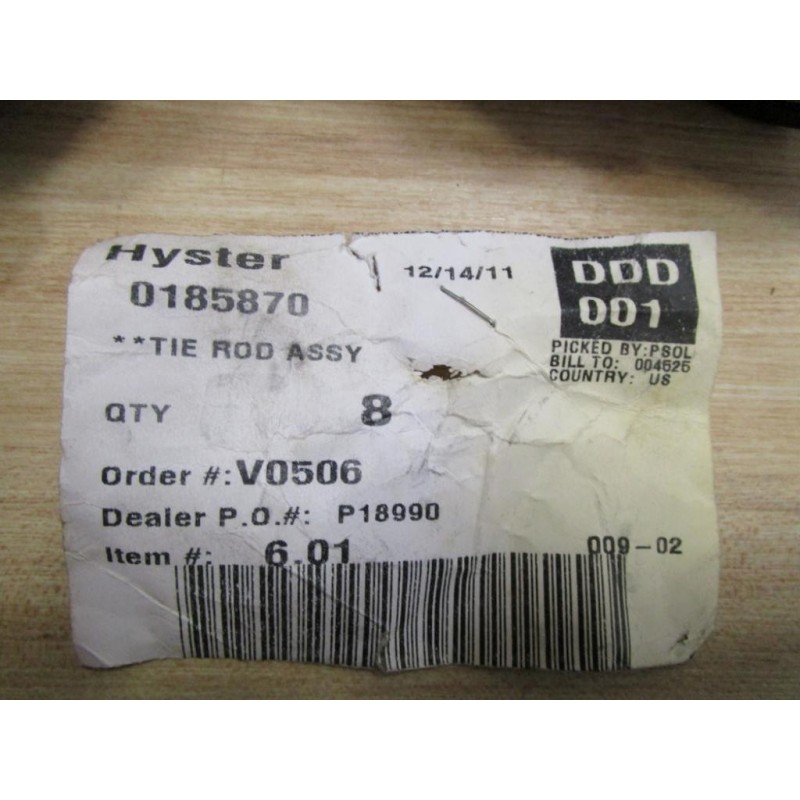 Hyster
12/14/11
DDD
001
0185870
**TIE ROD ASSY
PICKED BY:PSOL
BILL TO: 004525
COUNTRY: US
QTY 8
Order #:V0506
Dealer P.O.#: P18990
Item #: 6.01
009-02